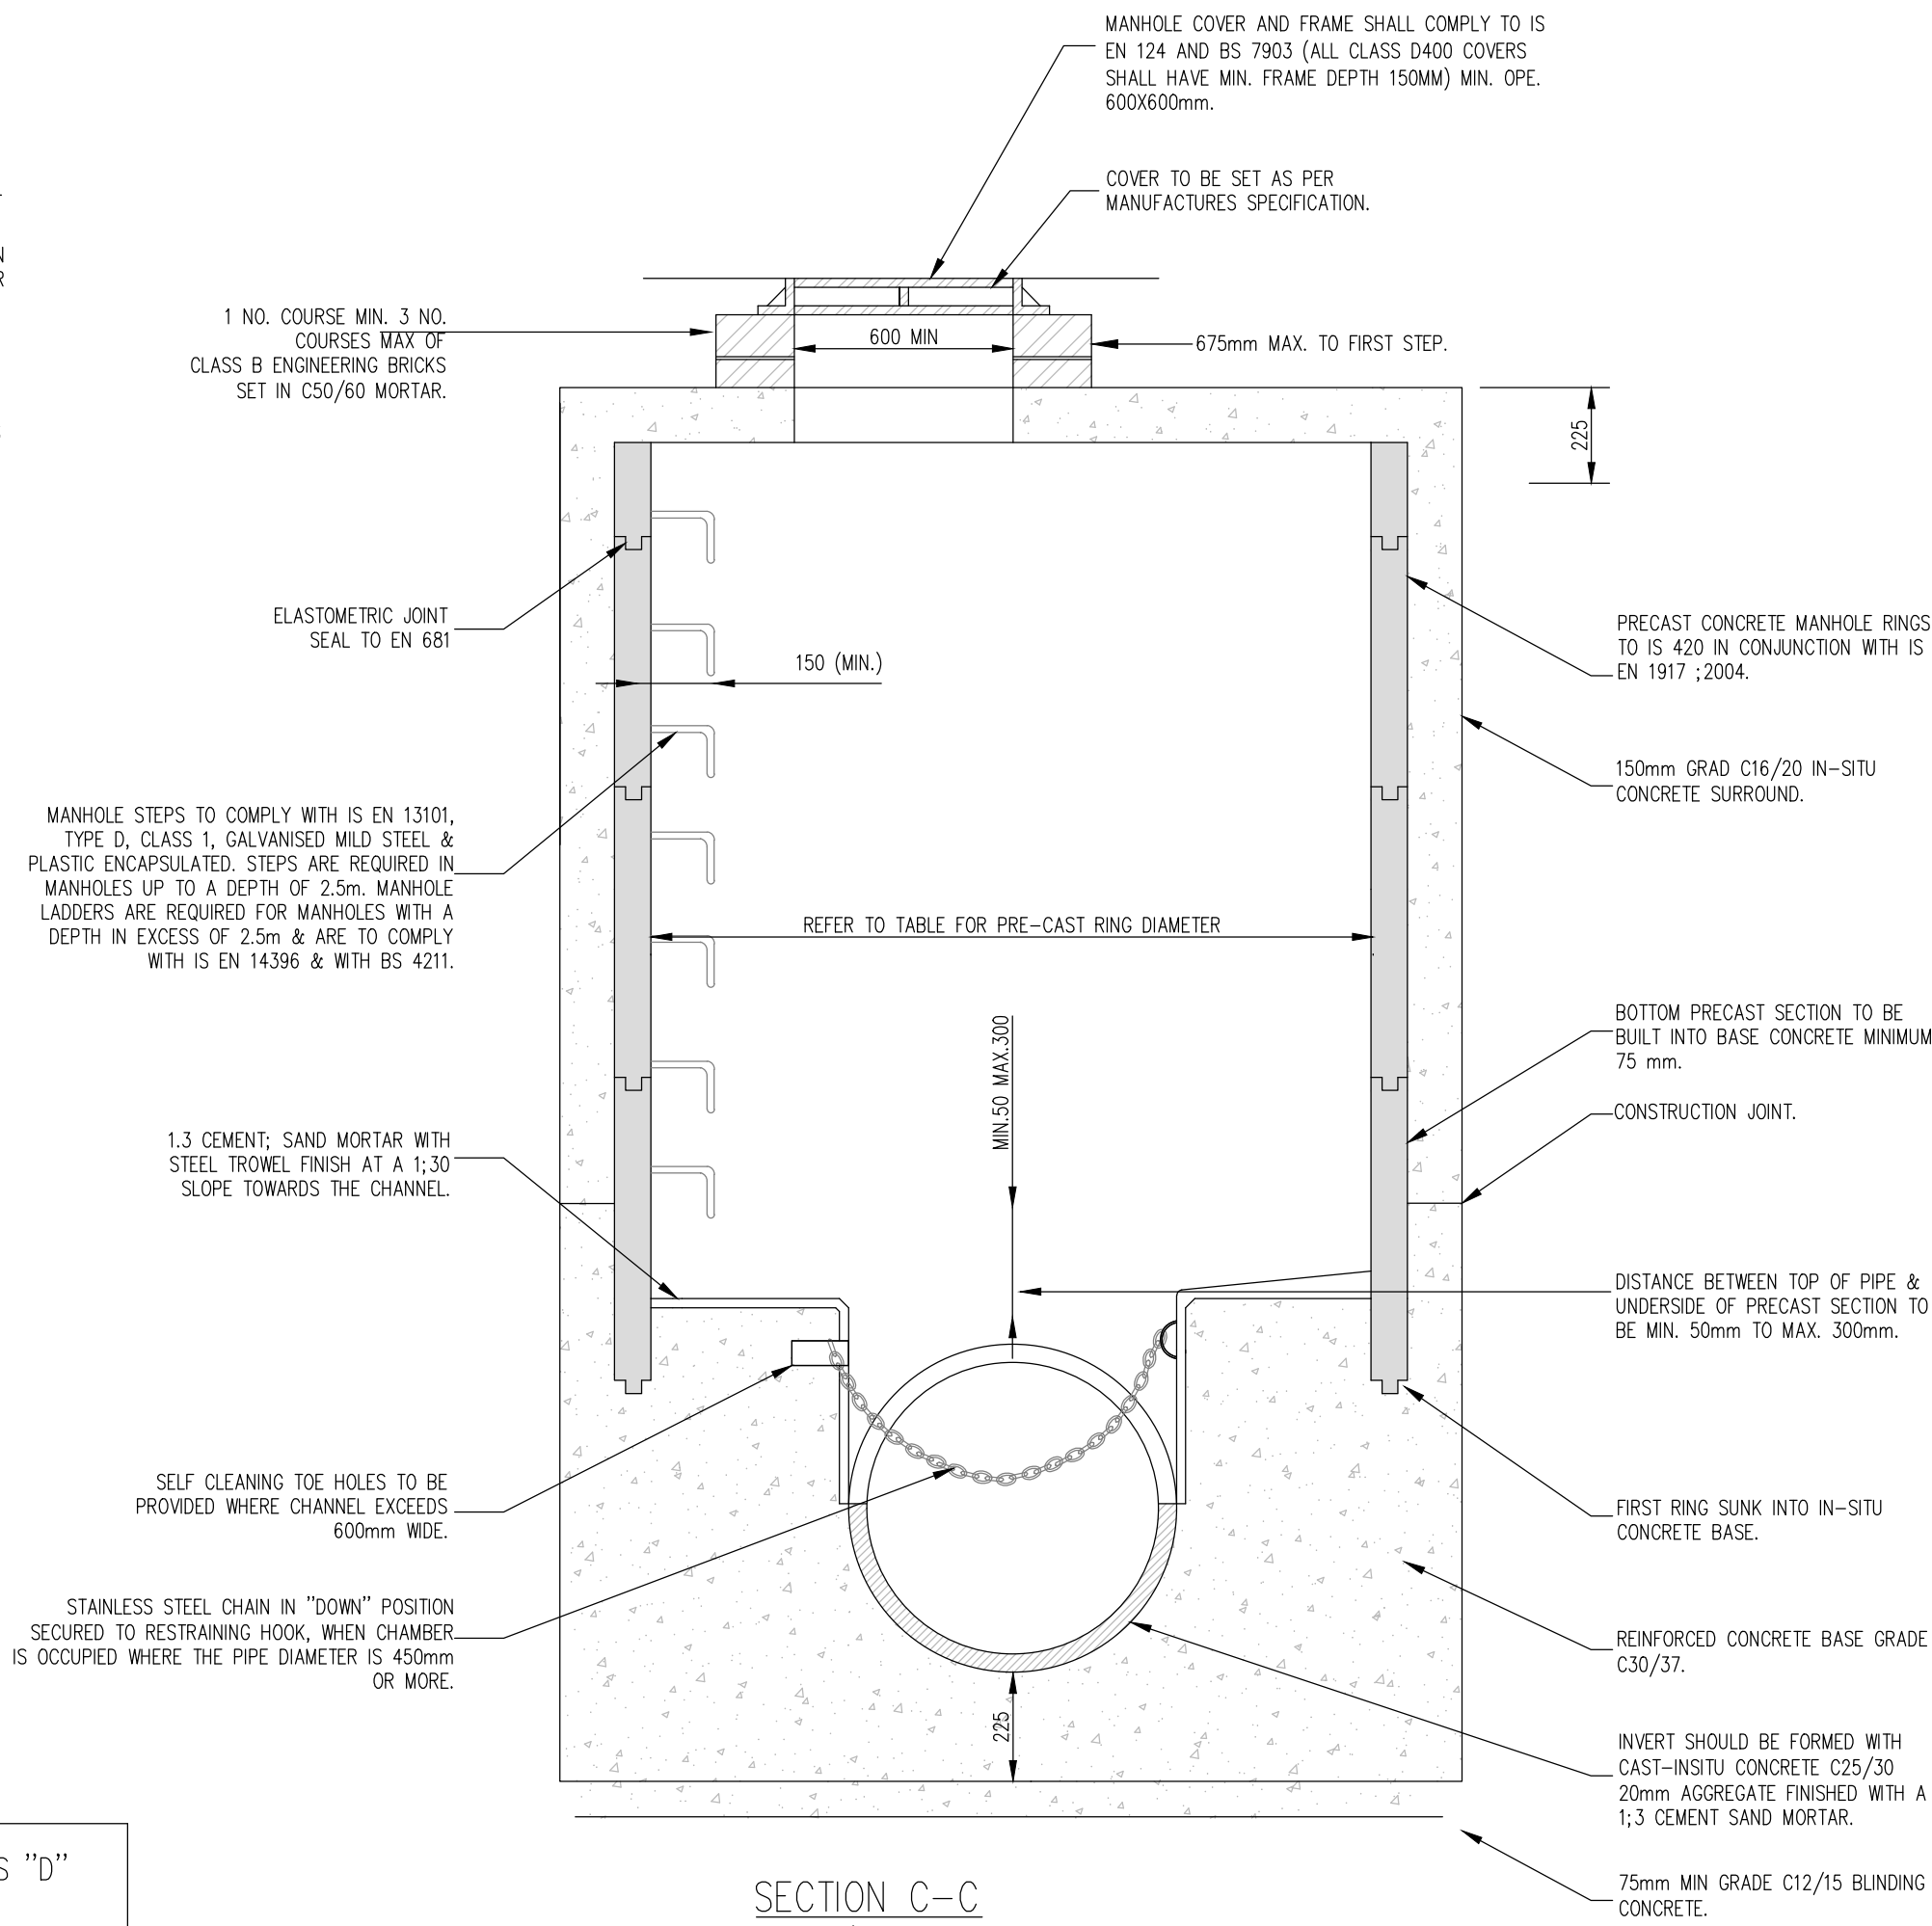 MANHOLE COVER AND FRAME SHALL COMPLY TO IS
EN 124 AND BS 7903 (ALL CLASS D400 COVERS
SHALL HAVE MIN. FRAME DEPTH 150MM) MIN. OPE.
600X600mm.
COVER TO BE SET AS PER
MANUFACTURES SPECIFICATION.
1 NO. COURSE MIN. 3 NO.
COURSES MAX OF
CLASS B ENGINEERING BRICKS
SET IN C50/60 MORTAR.
600 MIN
675mm MAX. TO FIRST STEP.
225
ELASTOMETRIC JOINT
SEAL TO EN 681
150 (MIN.)
PRECAST CONCRETE MANHOLE RINGS
TO IS 420 IN CONJUNCTION WITH IS
EN 1917 ;2004.
150mm GRAD C16/20 IN-SITU
CONCRETE SURROUND.
MANHOLE STEPS TO COMPLY WITH IS EN 13101,
TYPE D, CLASS 1, GALVANISED MILD STEEL &
PLASTIC ENCAPSULATED. STEPS ARE REQUIRED IN
MANHOLES UP TO A DEPTH OF 2.5m. MANHOLE
LADDERS ARE REQUIRED FOR MANHOLES WITH A
DEPTH IN EXCESS OF 2.5m & ARE TO COMPLY
WITH IS EN 14396 & WITH BS 4211.
REFER TO TABLE FOR PRE-CAST RING DIAMETER
MIN.50 MAX.300
BOTTOM PRECAST SECTION TO BE
BUILT INTO BASE CONCRETE MINIMUM
75 mm.
CONSTRUCTION JOINT.
1.3 CEMENT; SAND MORTAR WITH
STEEL TROWEL FINISH AT A 1;30
SLOPE TOWARDS THE CHANNEL.
DISTANCE BETWEEN TOP OF PIPE &
UNDERSIDE OF PRECAST SECTION TO
BE MIN. 50mm TO MAX. 300mm.
SELF CLEANING TOE HOLES TO BE
PROVIDED WHERE CHANNEL EXCEEDS
600mm WIDE.
FIRST RING SUNK INTO IN-SITU
CONCRETE BASE.
STAINLESS STEEL CHAIN IN "DOWN" POSITION
SECURED TO RESTRAINING HOOK, WHEN CHAMBER
IS OCCUPIED WHERE THE PIPE DIAMETER IS 450mm
OR MORE.
REINFORCED CONCRETE BASE GRADE
C30/37.
225
INVERT SHOULD BE FORMED WITH
CAST-INSITU CONCRETE C25/30
20mm AGGREGATE FINISHED WITH A
1;3 CEMENT SAND MORTAR.
75mm MIN GRADE C12/15 BLINDING
CONCRETE.
"D"
SECTION C-C